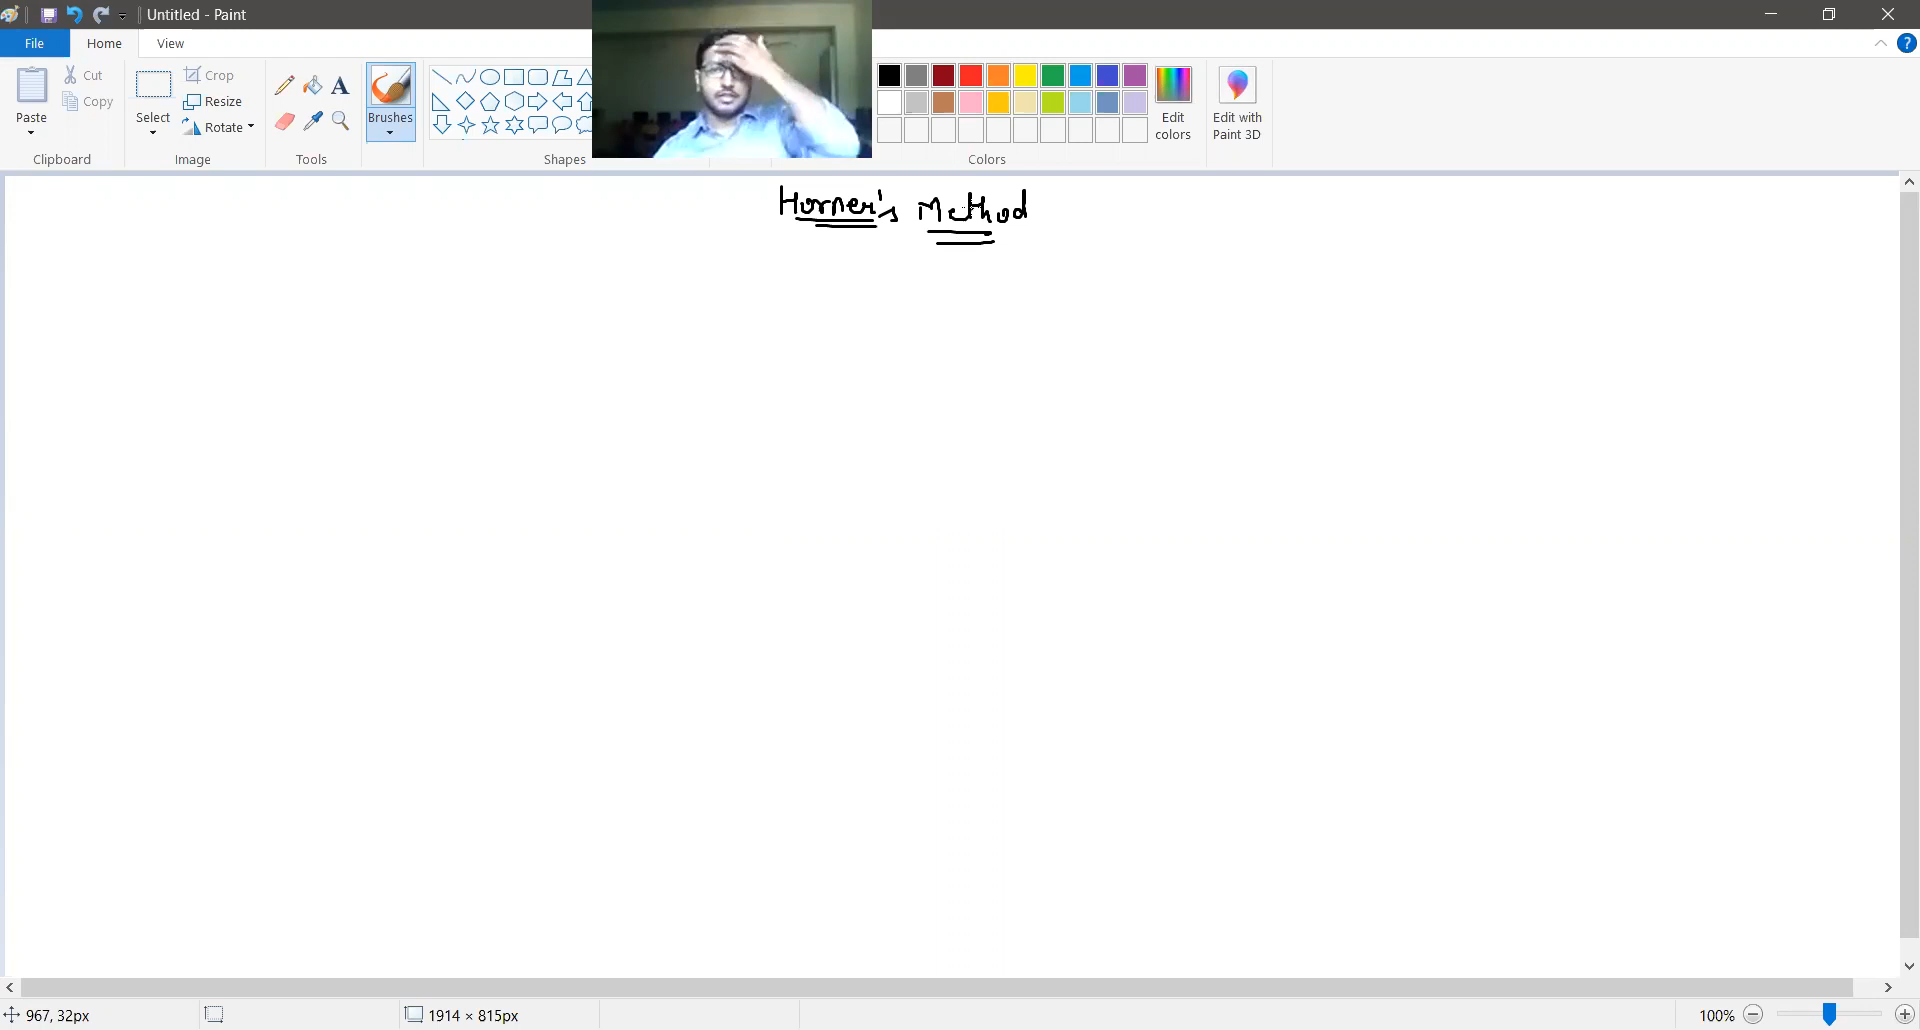 Untitled - Paint
File Home View
Cut Crop
Copy Resize
Paste Select Rotate Brushes Edit colors Edit with Paint 3D
Clipboard Image Tools Shapes Colors
Horner's Method
967, 32px 1914 × 815px 100%